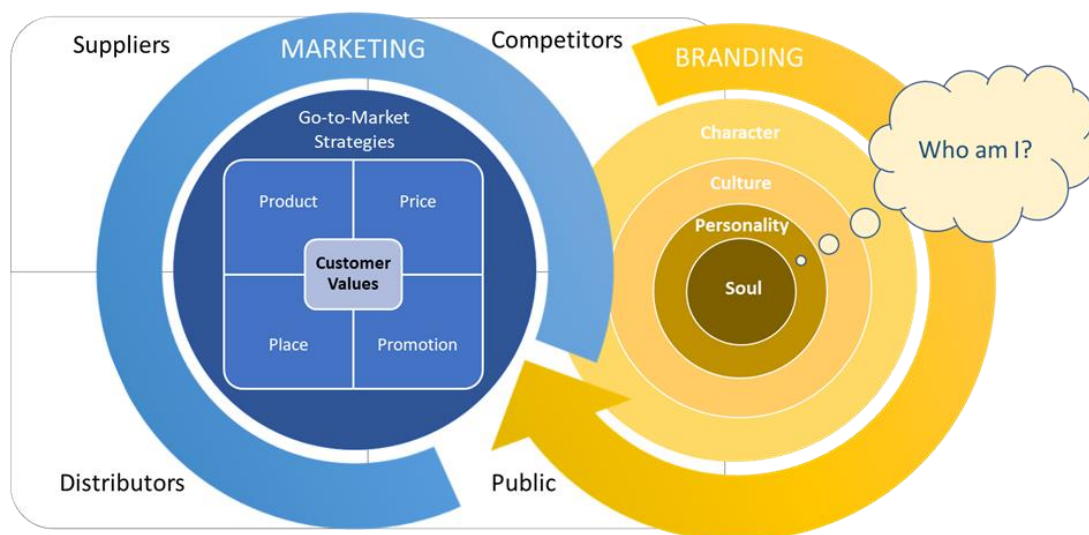 Suppliers
MARKETING
Competitors
BRANDING
Go-to-Market
Strategies
Product
Price
Customer
Values
Place
Promotion
Character
Culture
Personality
Soul
Who am I?
Distributors
Public